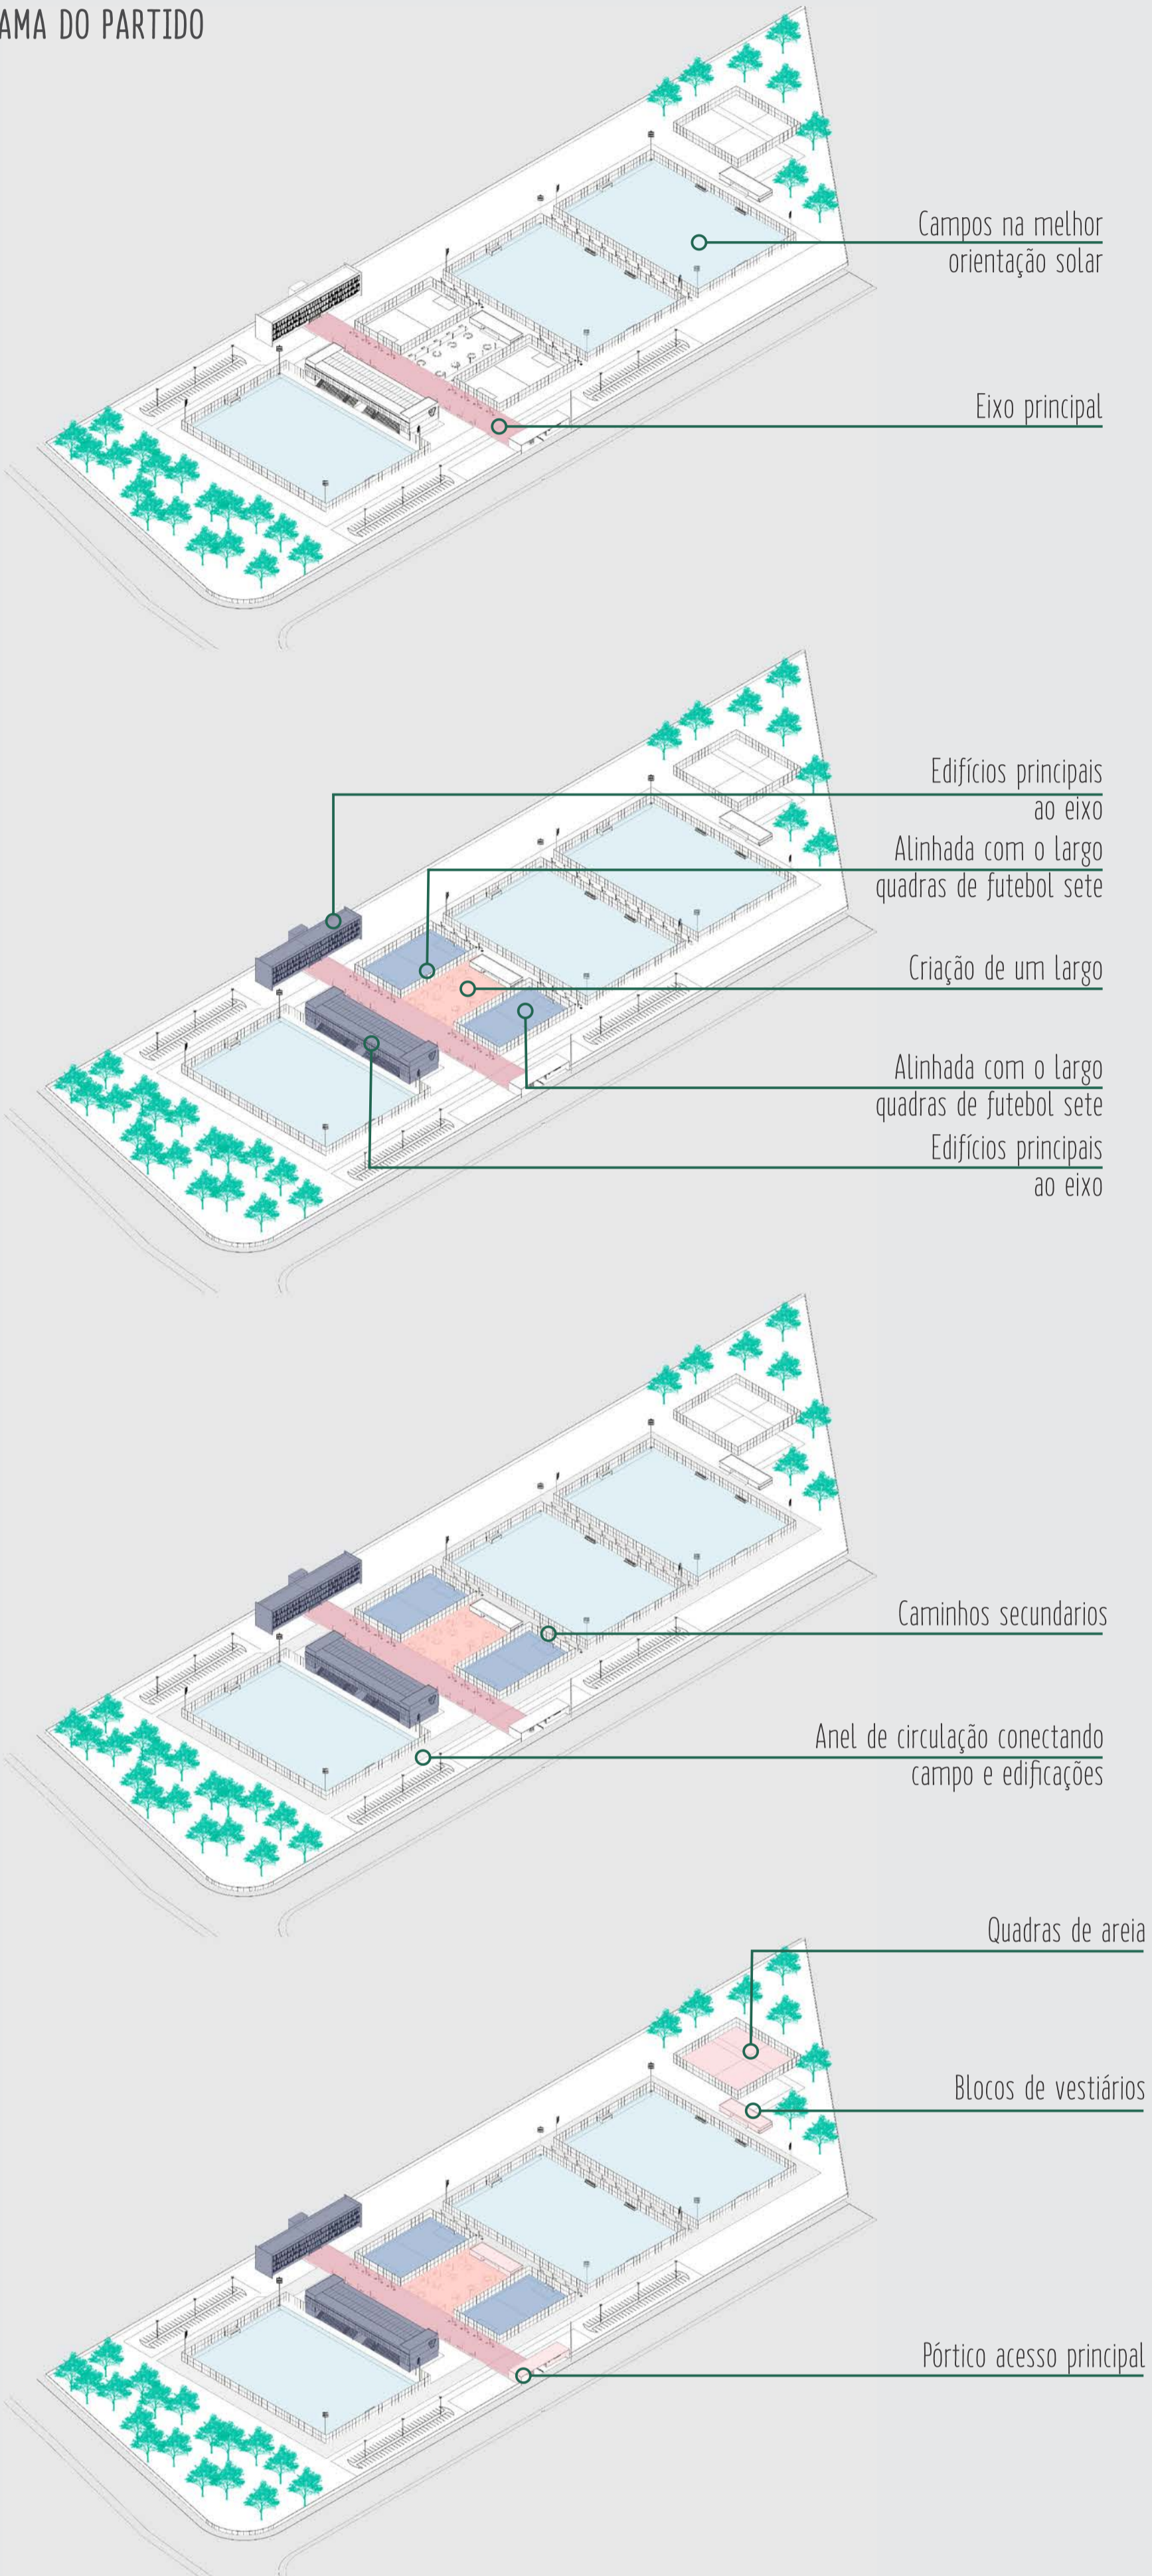 AMA DO PARTIDO
Campos na melhor
orientação solar
Eixo principal
Edifícios principais
ao eixo
Alinhada com o largo
quadras de futebol sete
Criação de um largo
Alinhada com o largo
quadras de futebol sete
Edifícios principais
ao eixo
Caminhos secundarios
Anel de circulação conectando
campo e edificações
Quadras de areia
Blocos de vestiários
Pórtico acesso principal